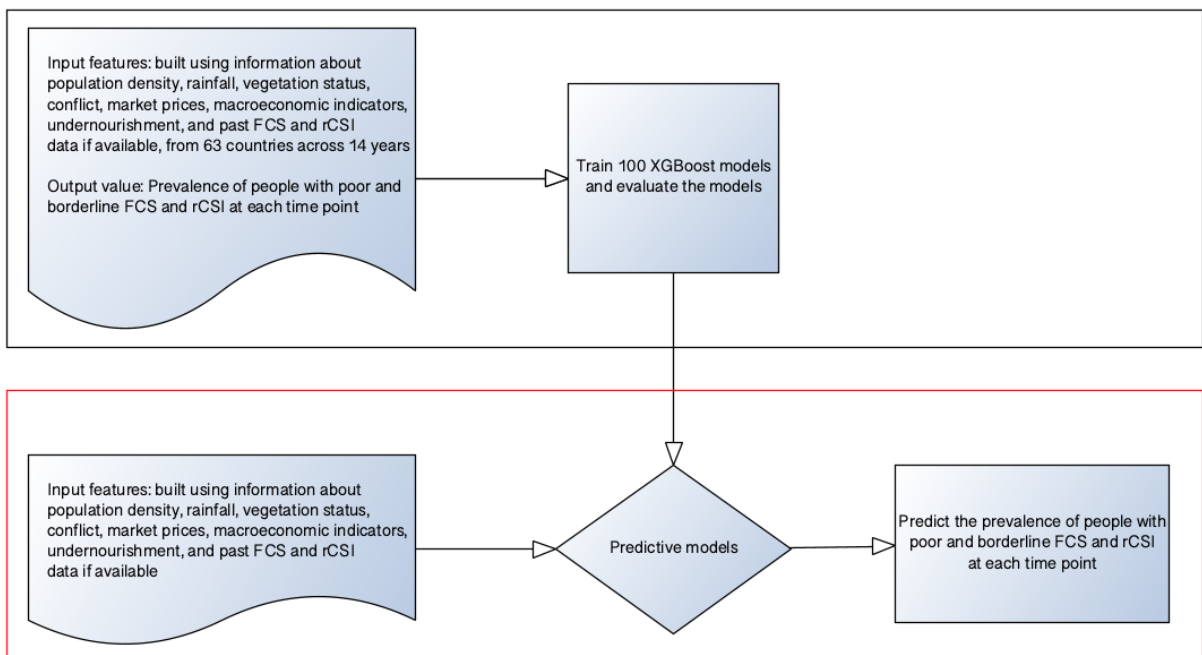 Input features: built using information about
population density, rainfall, vegetation status,
conflict, market prices, macroeconomic indicators,
undernourishment, and past FCS and rCSI
data if available, from 63 countries across 14 years
Output value: Prevalence of people with poor and
borderline FCS and rCSI at each time point
Train 100 XGBoost models
and evaluate the models
Input features: built using information about
population density, rainfall, vegetation status,
conflict, market prices, macroeconomic indicators,
undernourishment, and past FCS and rCSI
data if available
Predictive models
Predict the prevalence of people with
poor and borderline FCS and rCSI
at each time point